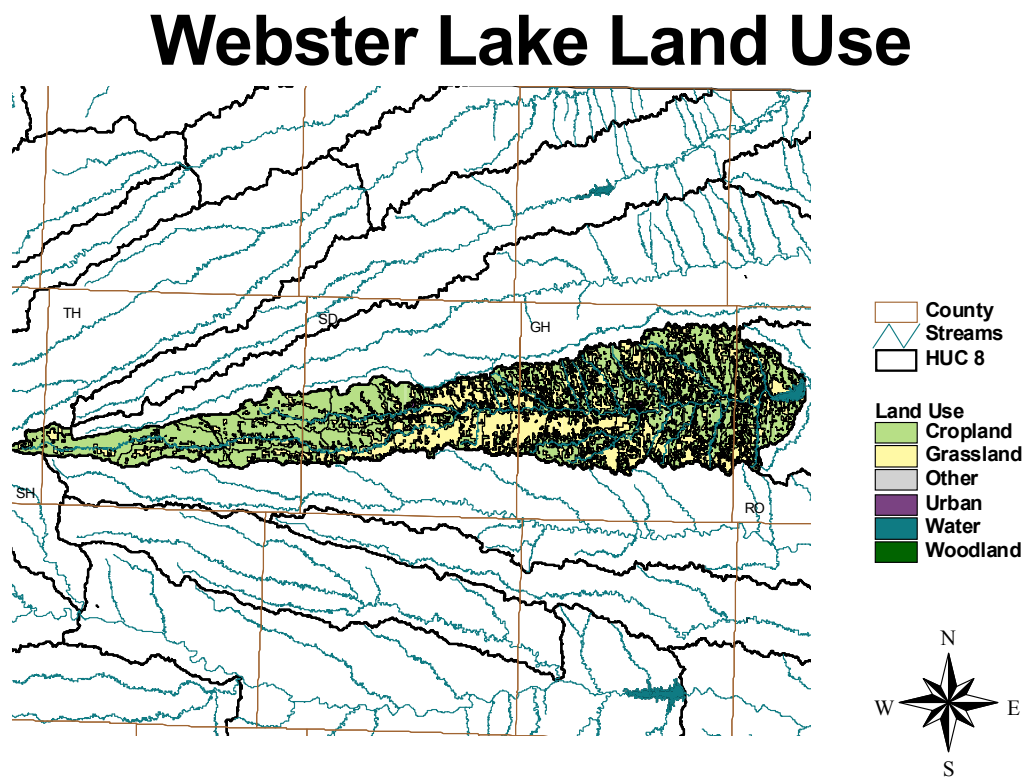 Webster Lake Land Use
TH
SD
GH
SH
RO
County
Streams
HUC 8
Land Use
Cropland
Grassland
Other
Urban
Water
Woodland
N
W
E
S